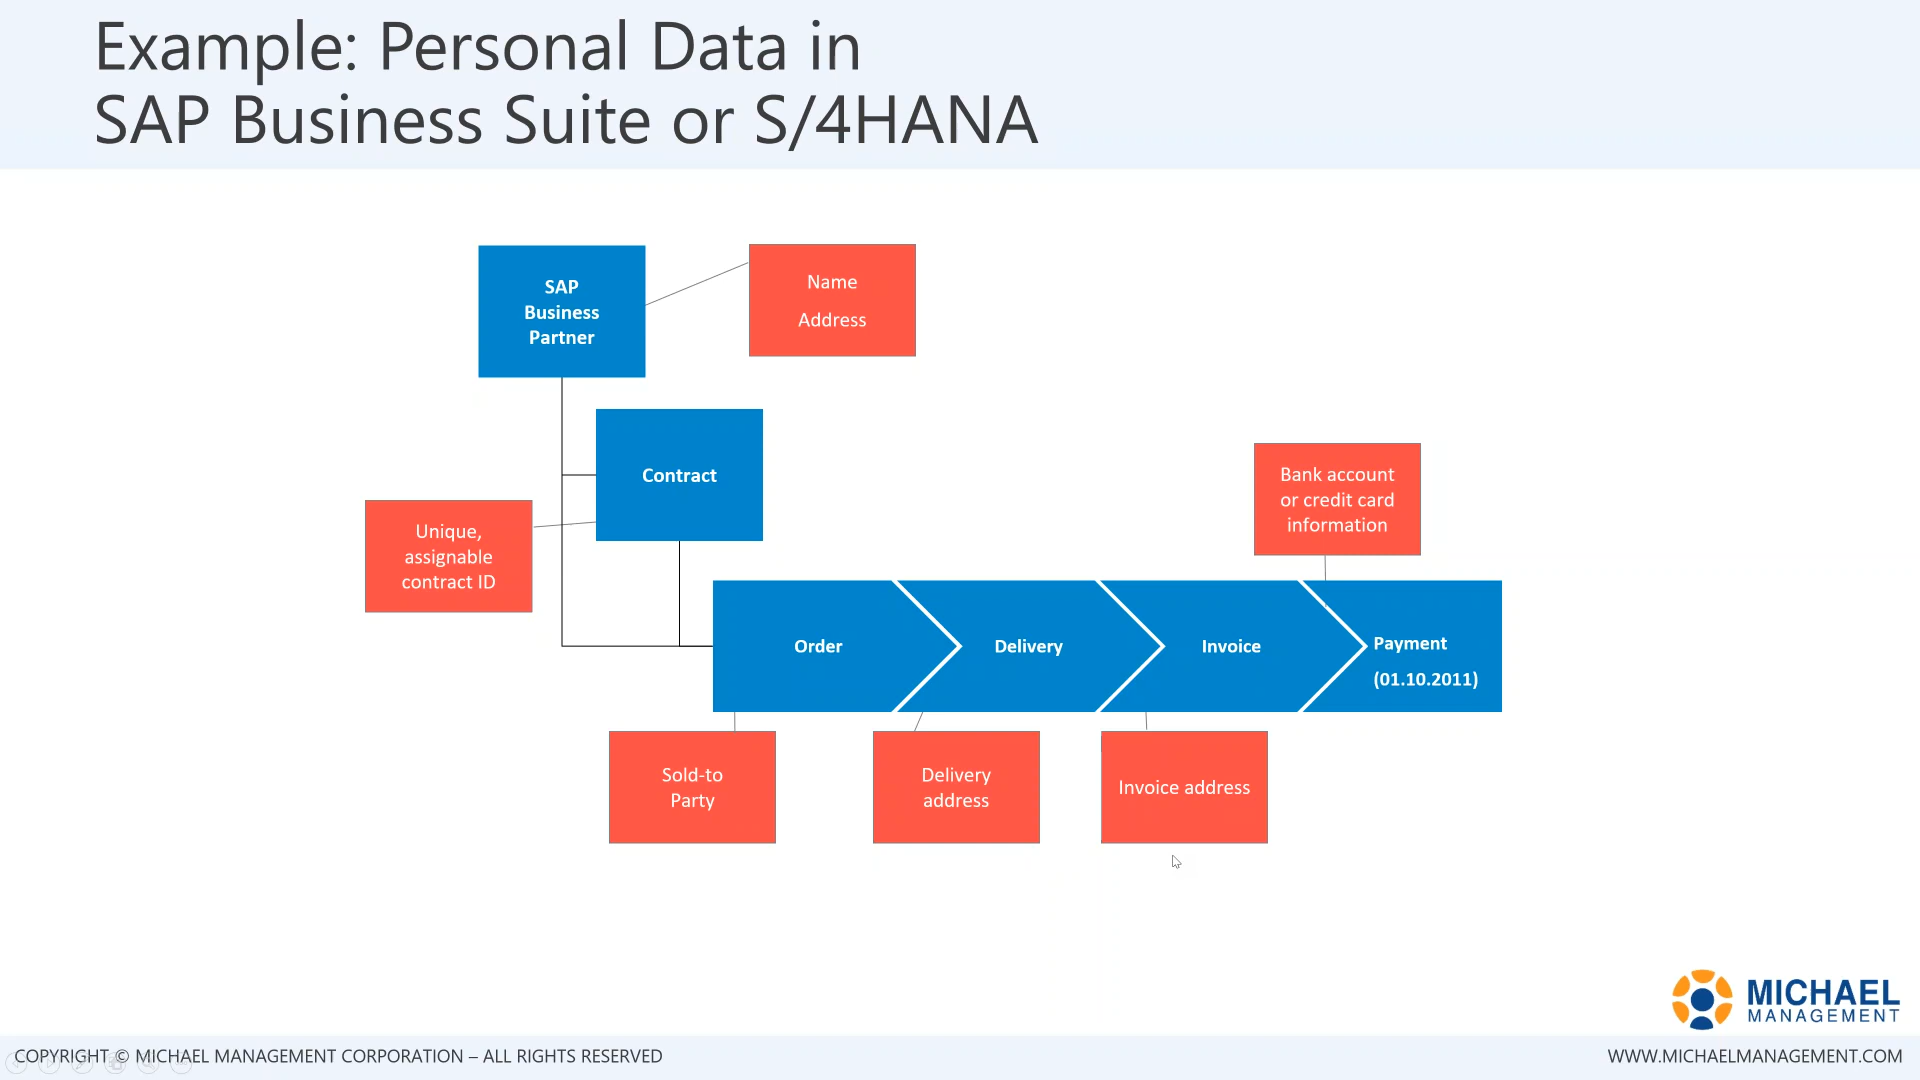 Example: Personal Data in
SAP Business Suite or S/4HANA
SAP
Business
Partner
Name
Address
Contract
Unique,
assignable
contract ID
Bank account
or credit card
information
Order
Delivery
Invoice
Payment
(01.10.2011)
Sold-to
Party
Delivery
address
Invoice address
MICHAEL
MANAGEMENT
COPYRIGHT © MICHAEL MANAGEMENT CORPORATION – ALL RIGHTS RESERVED
WWW.MICHAELMANAGEMENT.COM